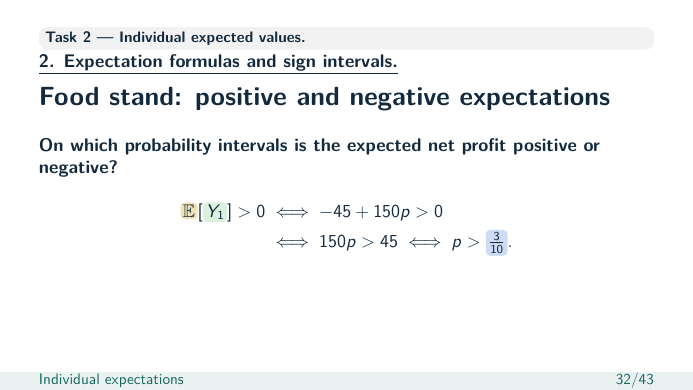 Task 2 — Individual expected values.
2. Expectation formulas and sign intervals.
Food stand: positive and negative expectations
On which probability intervals is the expected net profit positive or
negative?
𝔼[Y₁] > 0 ⟺ −45 + 150p > 0
⟺ 150p > 45 ⟺ p > 3/10.
Individual expectations 32/43